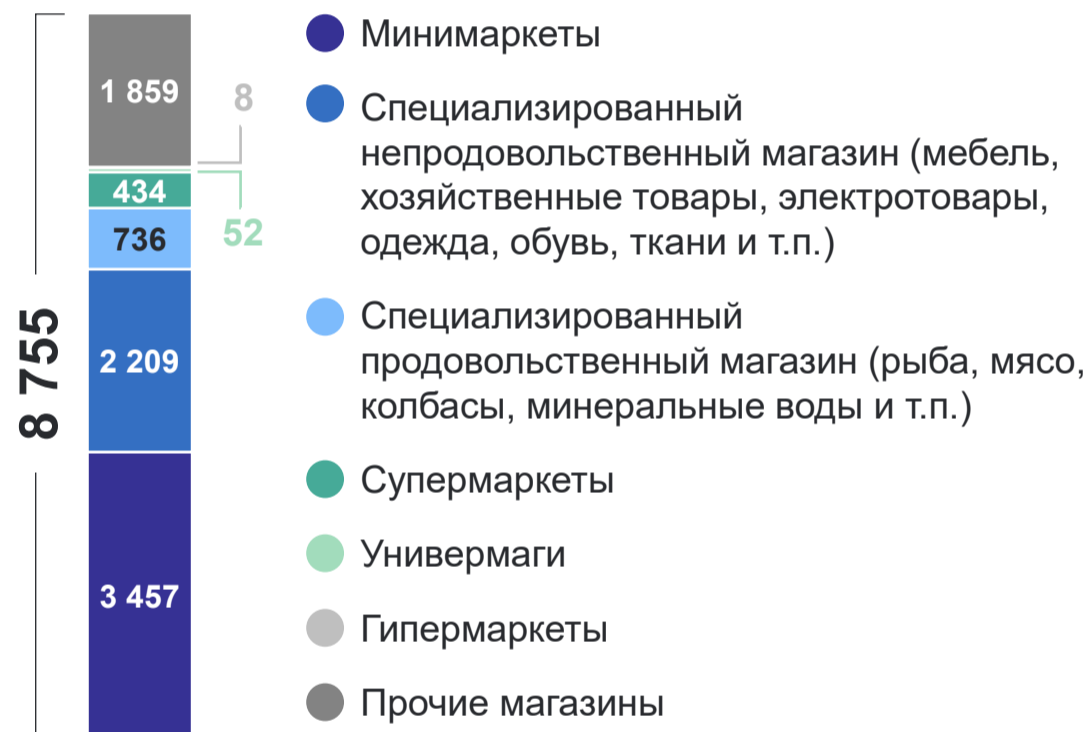 8 755
1 859
8
434
52
736
2 209
3 457
Минимаркеты
Специализированный
непродовольственный магазин (мебель,
хозяйственные товары, электротовары,
одежда, обувь, ткани и т.п.)
Специализированный
продовольственный магазин (рыба, мясо,
колбасы, минеральные воды и т.п.)
Супермаркеты
Универмаги
Гипермаркеты
Прочие магазины